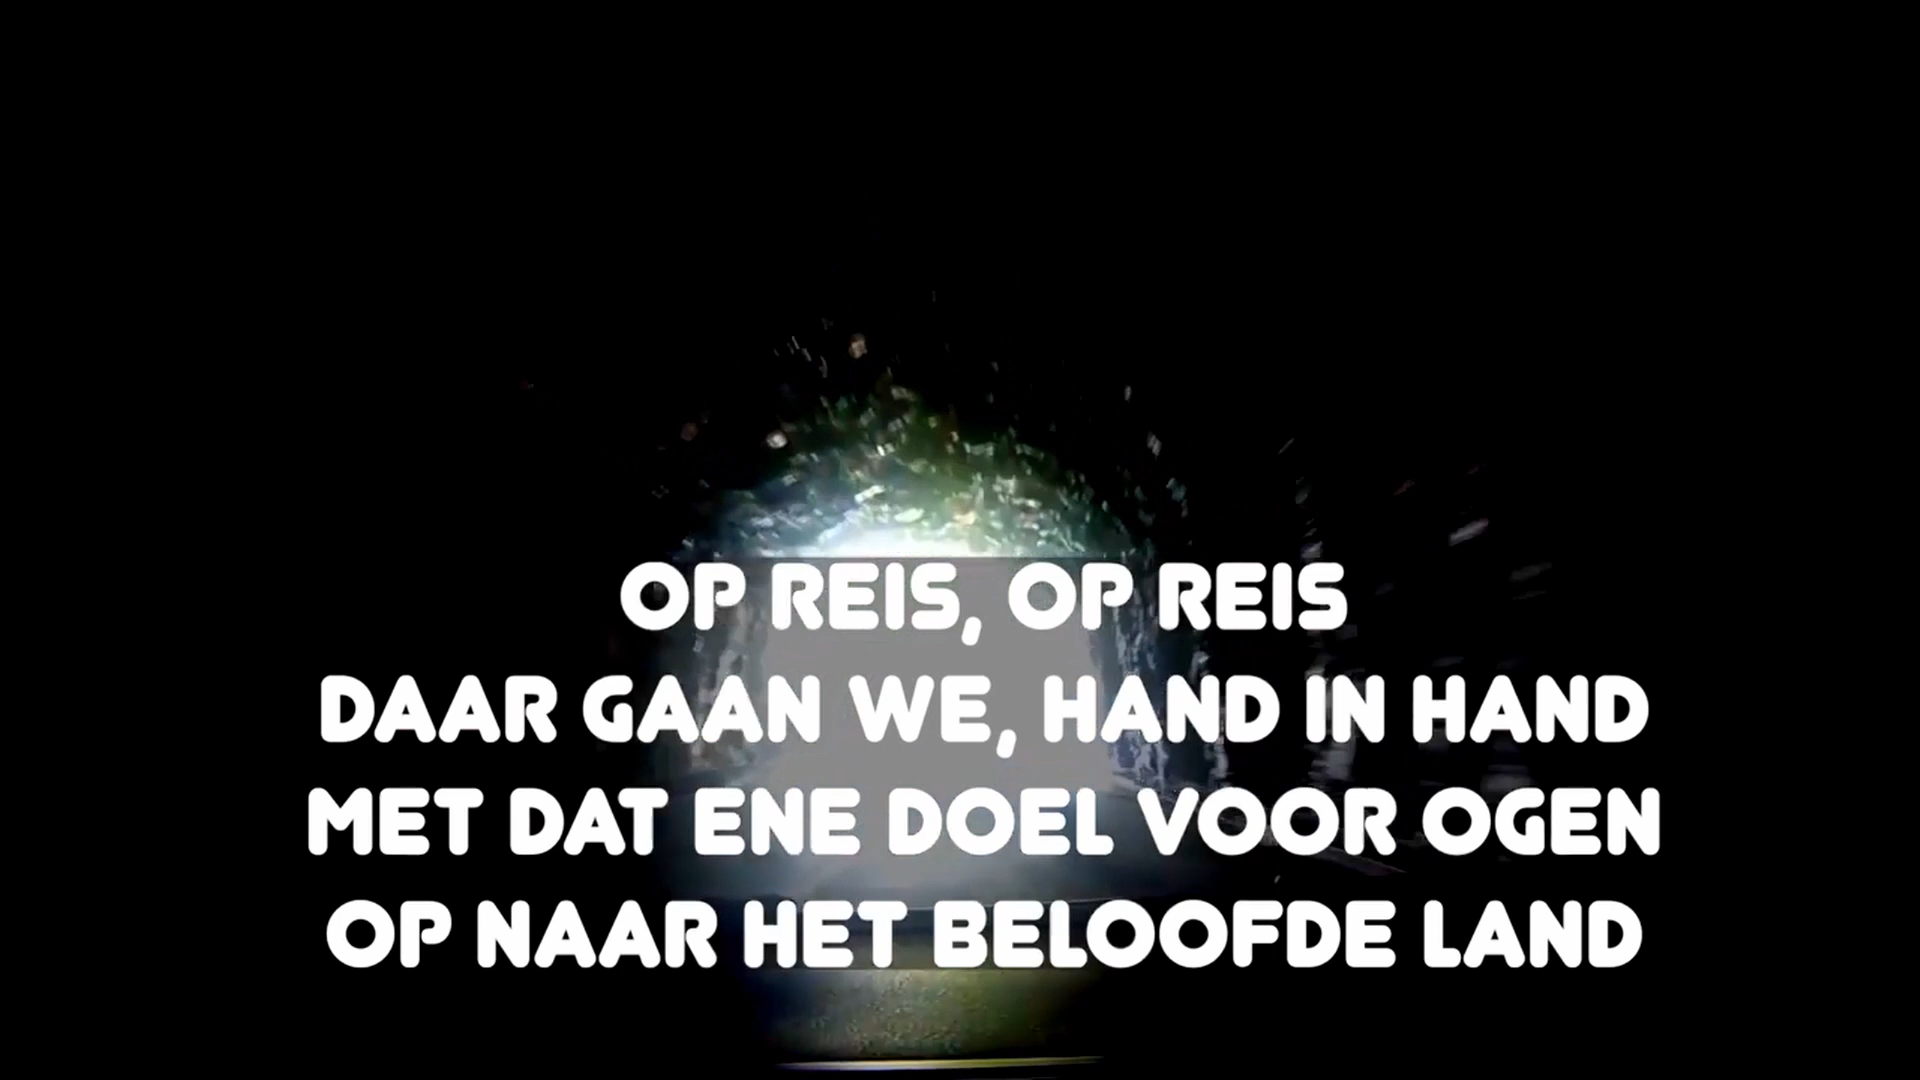 OP REIS, OP REIS
DAAR GAAN WE, HAND IN HAND
MET DAT ENE DOEL VOOR OGEN
OP NAAR HET BELOOFDE LAND